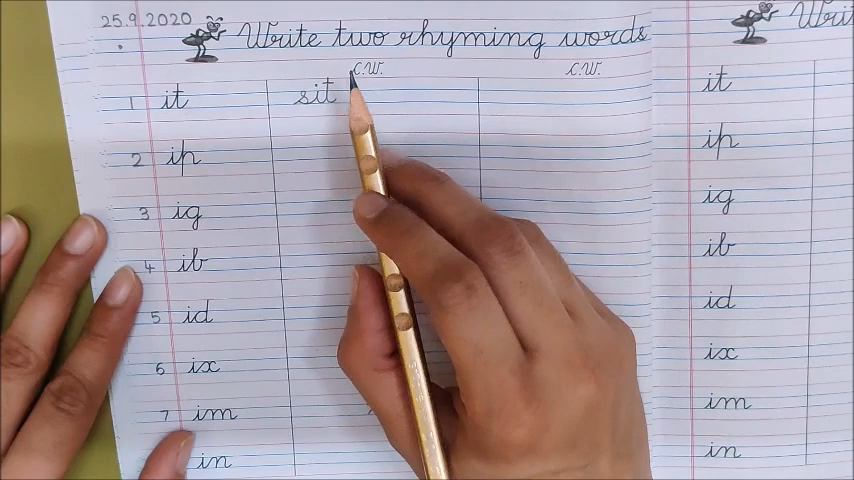 25.9.2020
Write two rhyming words
C.W. C.W.
1 it sit
2 ip
3 ig
4 ib
5 id
6 ix
7 im
in
it
ip
ig
ib
id
ix
im
in